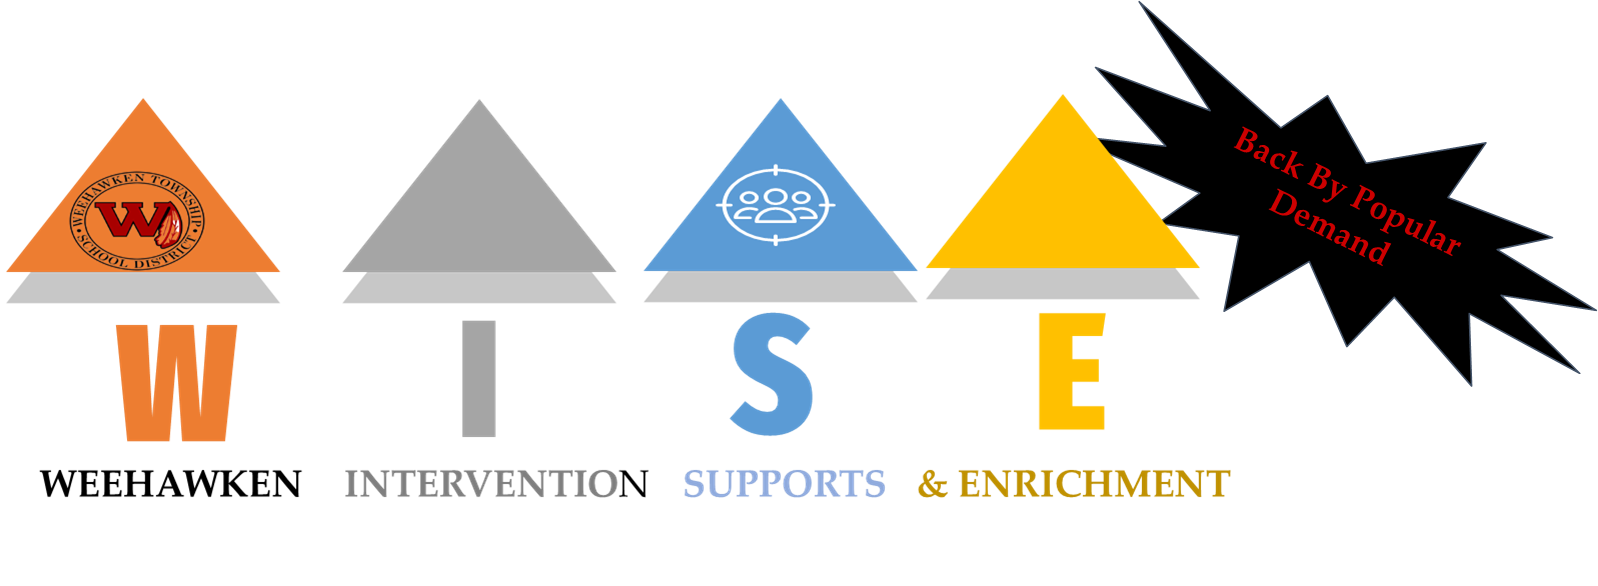 Back By Popular
Demand
WEEHAWKEN TOWNSHIP
W
SCHOOL DISTRICT
W I S E
WEEHAWKEN INTERVENTION SUPPORTS & ENRICHMENT